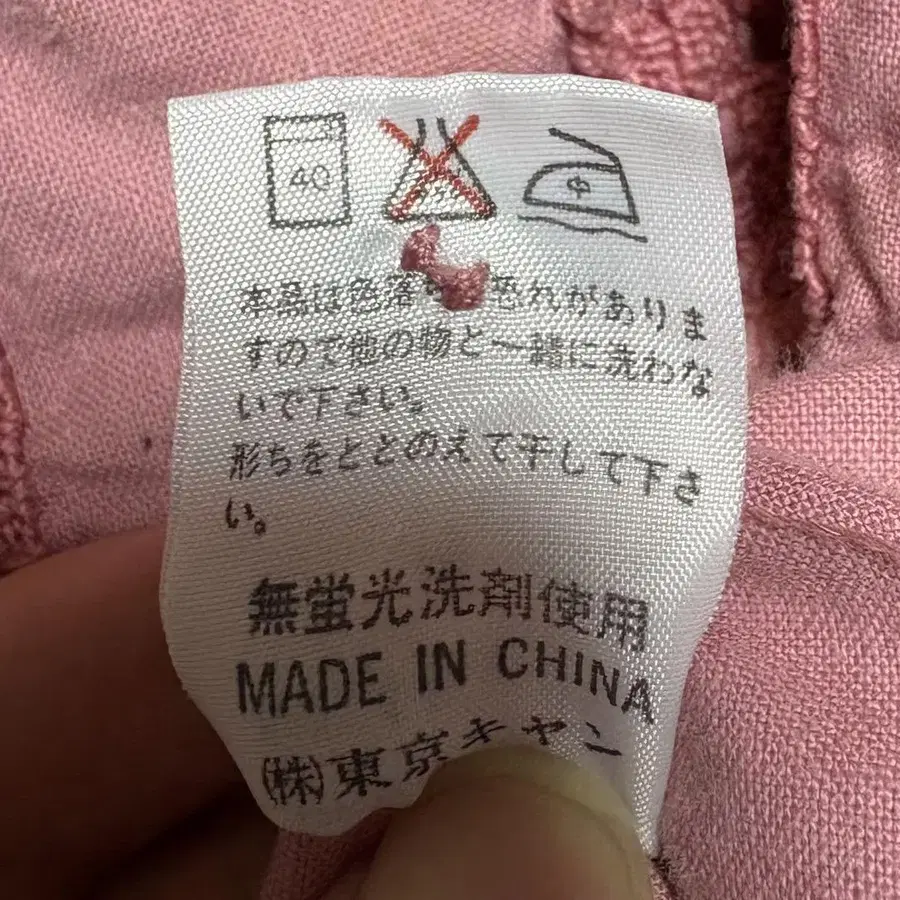 40
中
本品は色落ち 恐れがありま
すので他の物と一緒に洗わな
いで下さい。
形ちをととのえて干して下さ
い。
無蛍光洗剤使用
MADE IN CHINA
(株)東京キヤン